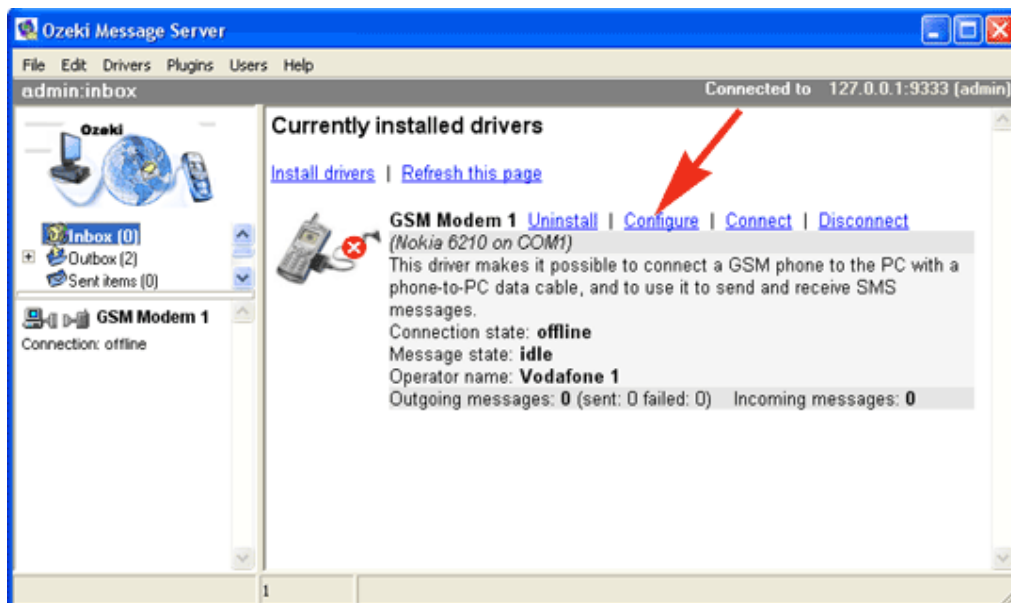 Ozeki Message Server
File Edit Drivers Plugins Users Help
admin:inbox
Connected to 127.0.0.1:9333 (admin)
Ozeki
Inbox (0)
Outbox (2)
Sent items (0)
GSM Modem 1
Connection: offline
Currently installed drivers
Install drivers | Refresh this page
GSM Modem 1 Uninstall | Configure | Connect | Disconnect
(Nokia 6210 on COM1)
This driver makes it possible to connect a GSM phone to the PC with a
phone-to-PC data cable, and to use it to send and receive SMS
messages.
Connection state: offline
Message state: idle
Operator name: Vodafone 1
Outgoing messages: 0 (sent: 0 failed: 0) Incoming messages: 0
1